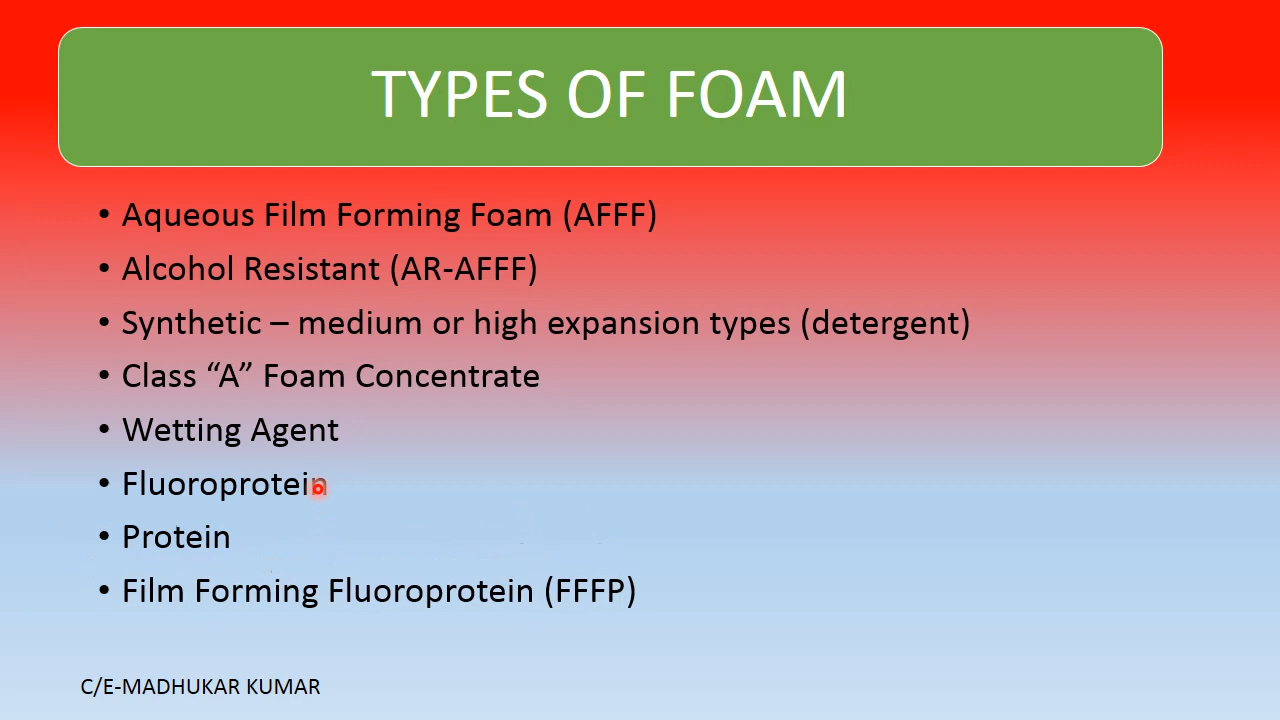 TYPES OF FOAM
• Aqueous Film Forming Foam (AFFF)
• Alcohol Resistant (AR-AFFF)
• Synthetic – medium or high expansion types (detergent)
• Class “A” Foam Concentrate
• Wetting Agent
• Fluoroprotein
• Protein
• Film Forming Fluoroprotein (FFFP)
C/E-MADHUKAR KUMAR